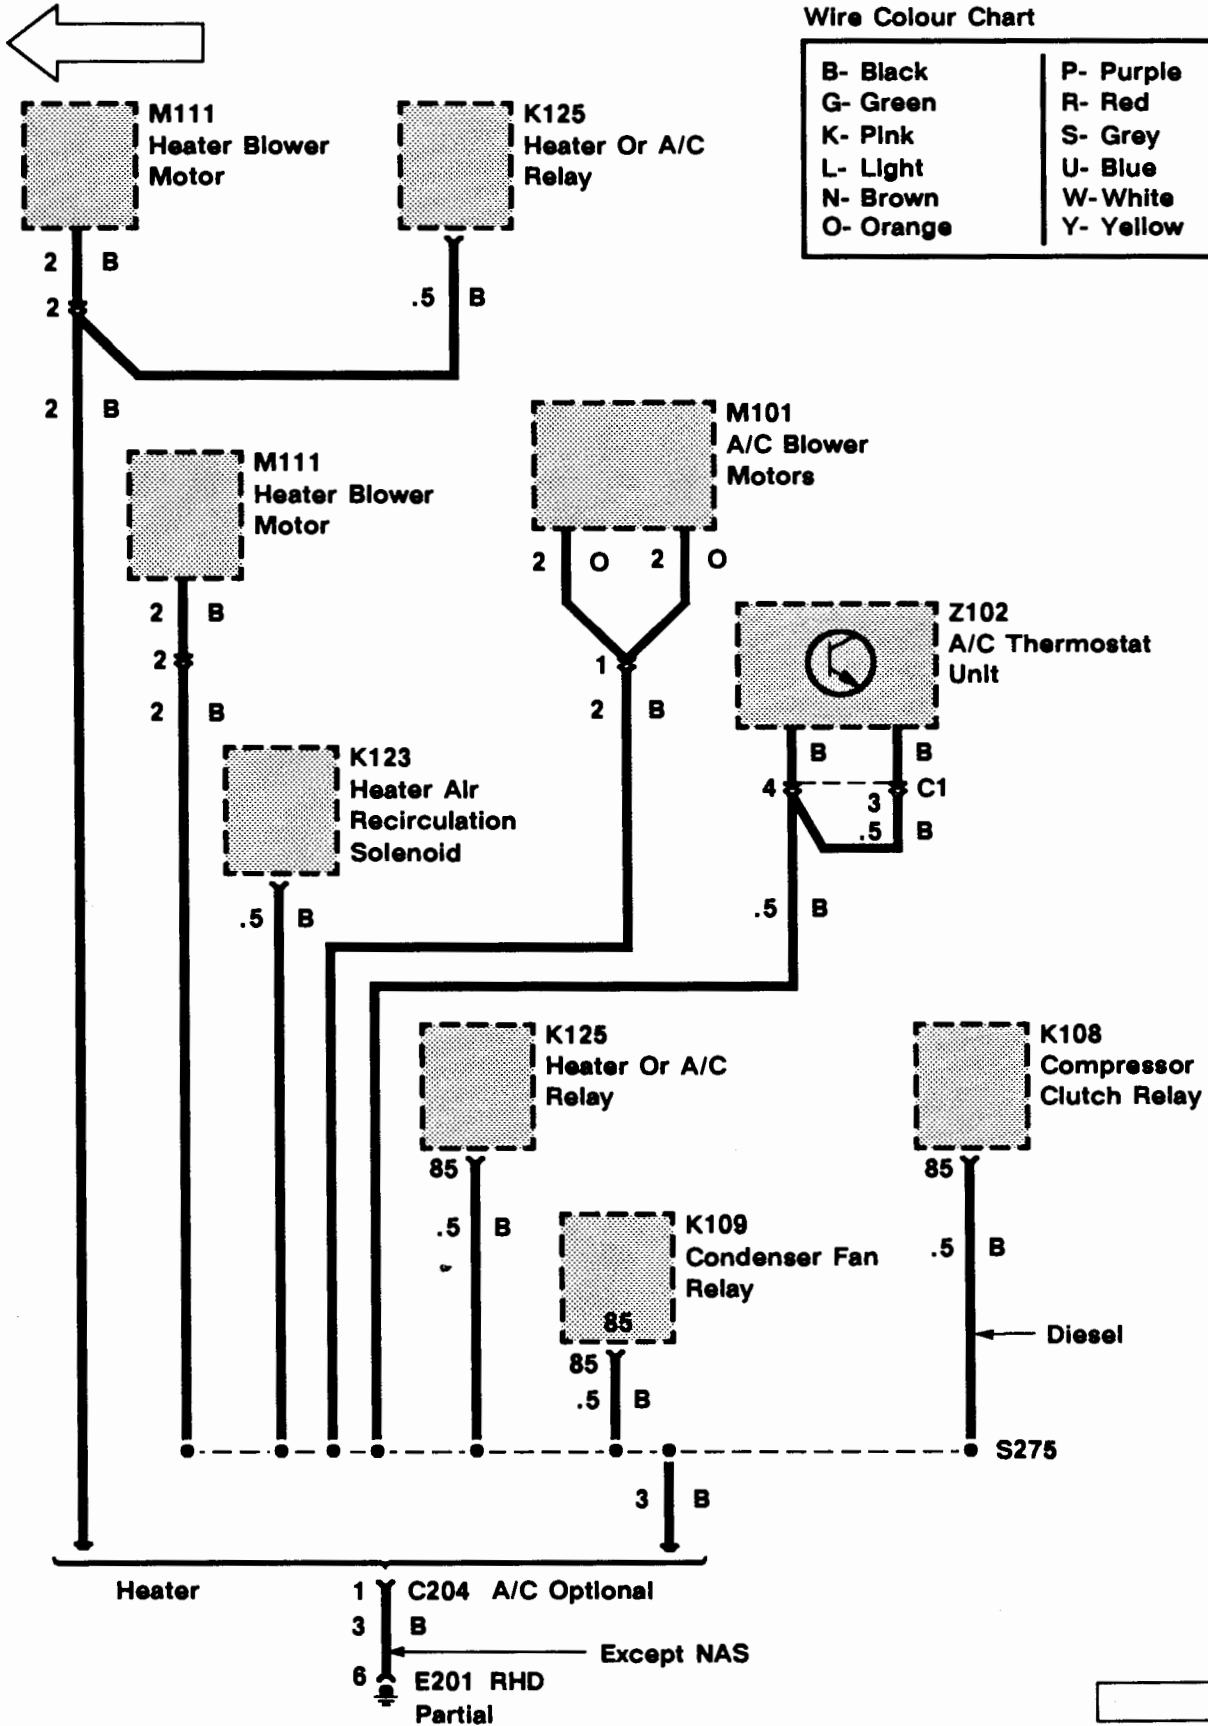 Wire Colour Chart
B- Black
G- Green
K- Pink
L- Light
N- Brown
O- Orange
P- Purple
R- Red
S- Grey
U- Blue
W- White
Y- Yellow
M111
Heater Blower
Motor
K125
Heater Or A/C
Relay
2 B
2
.5 B
2 B
M111
Heater Blower
Motor
M101
A/C Blower
Motors
2 O 2 O
2 B
2
2 B
1
2 B
Z102
A/C Thermostat
Unit
B B
4 3 C1
.5 B
.5 B
K123
Heater Air
Recirculation
Solenoid
.5 B
K125
Heater Or A/C
Relay
85
.5 B
K108
Compressor
Clutch Relay
85
.5 B
K109
Condenser Fan
Relay
85
85
.5 B
Diesel
S275
3 B
Heater
1 C204 A/C Optional
3 B
Except NAS
6 E201 RHD
Partial